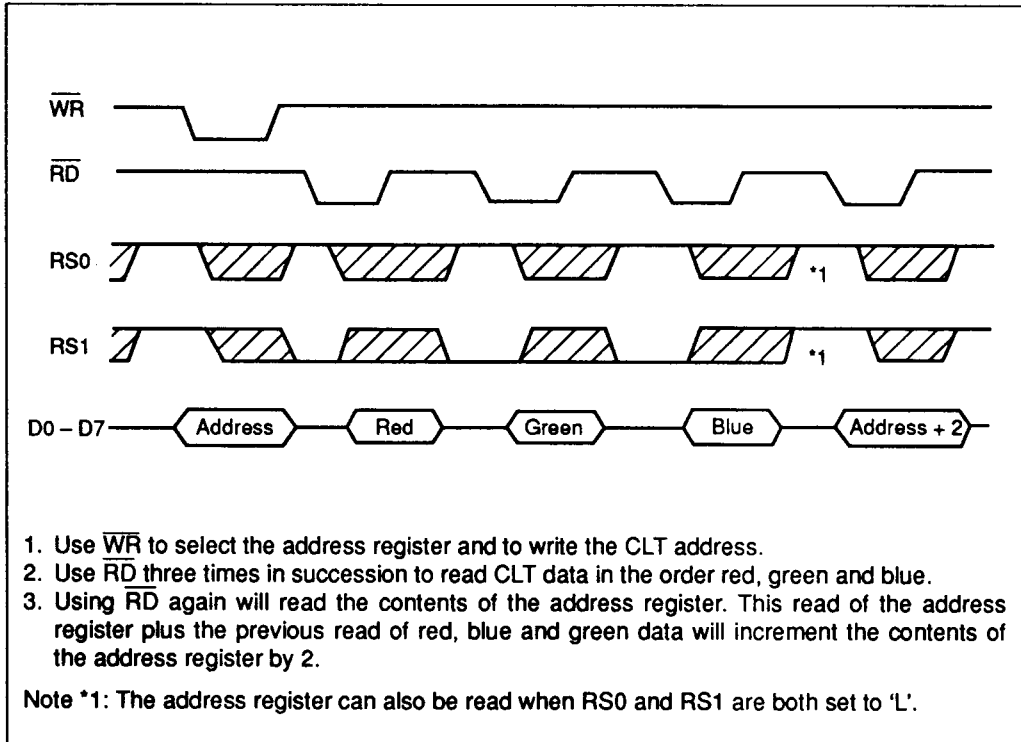 WR
RD
RS0
*1
RS1
*1
D0 – D7 Address Red Green Blue Address + 2
1. Use WR to select the address register and to write the CLT address.
2. Use RD three times in succession to read CLT data in the order red, green and blue.
3. Using RD again will read the contents of the address register. This read of the address
register plus the previous read of red, blue and green data will increment the contents of
the address register by 2.
Note *1: The address register can also be read when RS0 and RS1 are both set to ‘L’.